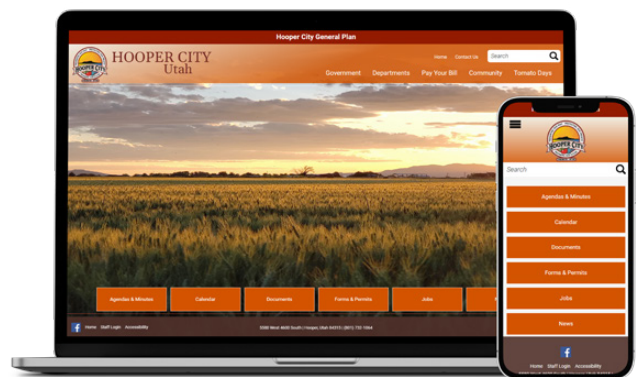 Hooper City General Plan
HOOPER CITY
Utah
Home Contact Us Search
Government Departments Pay Your Bill Community Tomato Days
Agendas & Minutes Calendar Documents Forms & Permits Jobs
Home Staff Login Accessibility
HOOPER CITY
Search
Agendas & Minutes
Calendar
Documents
Forms & Permits
Jobs
News
Home Staff Login Accessibility